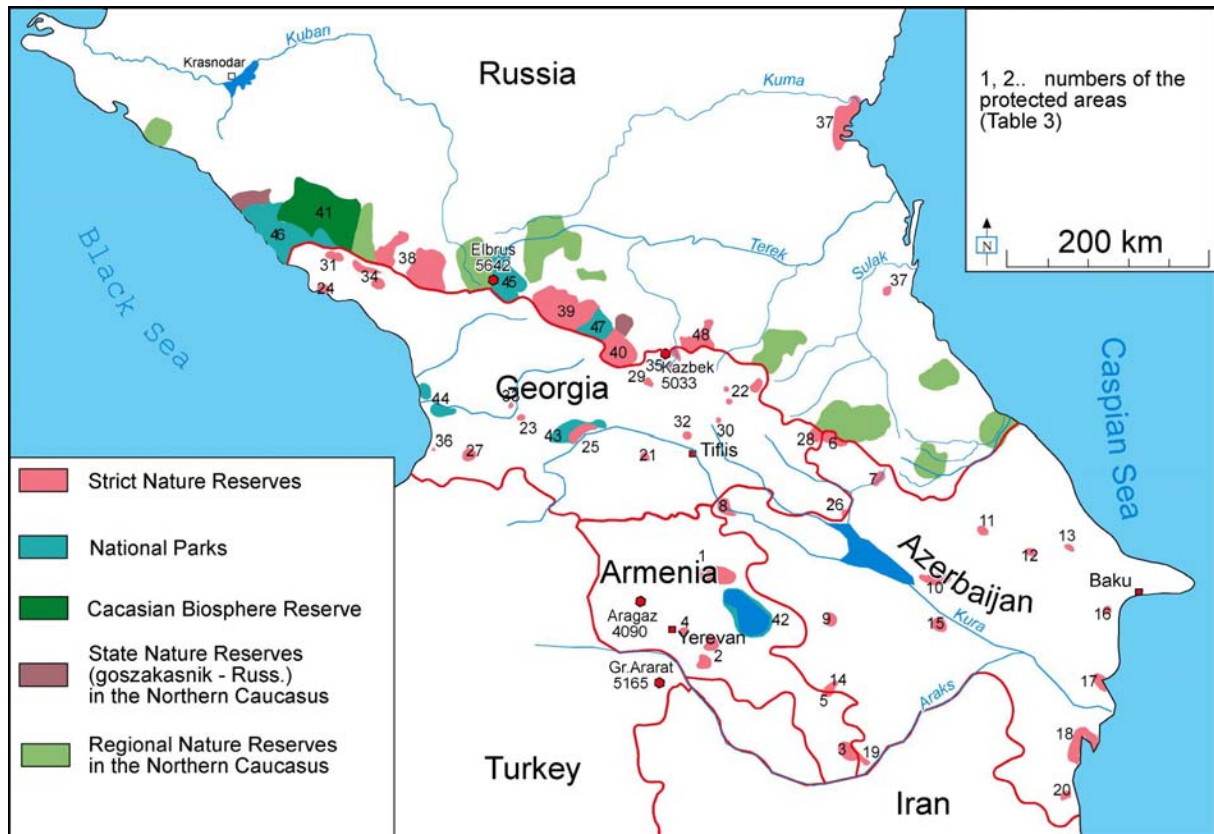 Kuban
Krasnodar
Russia
Kuma
1, 2.. numbers of the
protected areas
(Table 3)
N
200 km
37
41
46
38
Elbrus
5642
45
Terek
Sulak
37
31
34
24
Black Sea
39
47
40
48
35
Kazbek
5033
29
22
Georgia
44
33
23
43
25
32
30
Tiflis
21
36
27
28
6
7
26
8
Caspian Sea
11
12
13
Azerbaijan
10
Baku
16
15
Kura
1
Armenia
Aragaz
4090
4
Yerevan
42
9
2
Gr.Ararat
5165
14
5
Araks
17
18
3
19
20
Turkey
Iran
Strict Nature Reserves
National Parks
Cacasian Biosphere Reserve
State Nature Reserves
(goszakasnik - Russ.)
in the Northern Caucasus
Regional Nature Reserves
in the Northern Caucasus